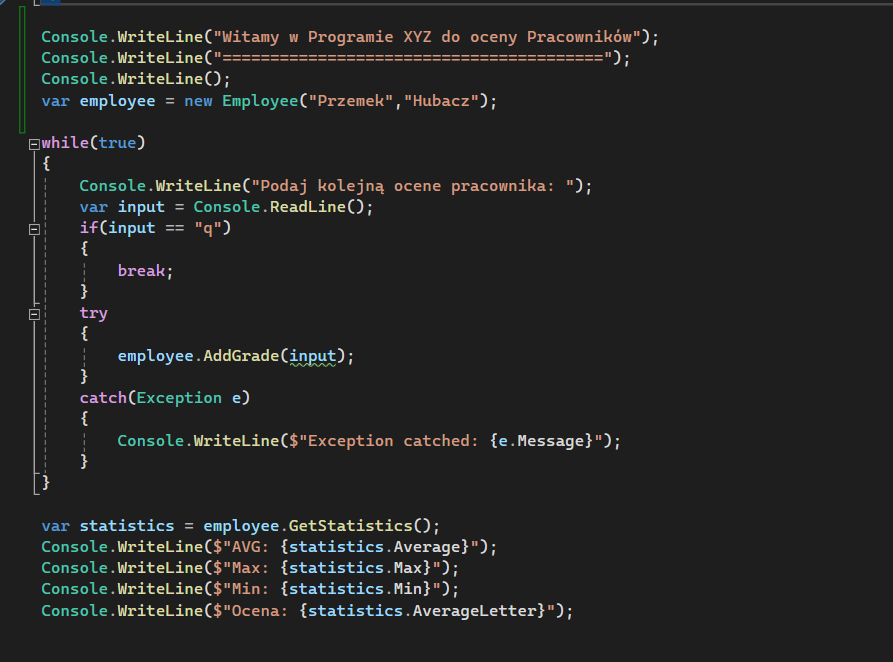 Console.WriteLine("Witamy w Programie XYZ do oceny Pracowników");
Console.WriteLine("========================================");
Console.WriteLine();
var employee = new Employee("Przemek","Hubacz");
while(true)
{
Console.WriteLine("Podaj kolejną ocene pracownika: ");
var input = Console.ReadLine();
if(input == "q")
{
break;
}
try
{
employee.AddGrade(input);
}
catch(Exception e)
{
Console.WriteLine($"Exception catched: {e.Message}");
}
}
var statistics = employee.GetStatistics();
Console.WriteLine($"AVG: {statistics.Average}");
Console.WriteLine($"Max: {statistics.Max}");
Console.WriteLine($"Min: {statistics.Min}");
Console.WriteLine($"Ocena: {statistics.AverageLetter}");